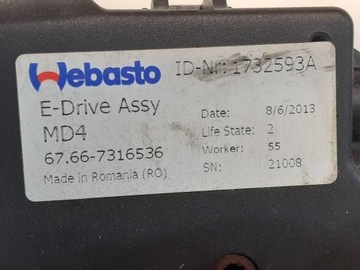 Webasto
ID-Nr: 1732593A
E-Drive Assy
MD4
67.66-7316536
Made in Romania (RO)
Date: 8/6/2013
Life State: 2
Worker: 55
SN: 21008